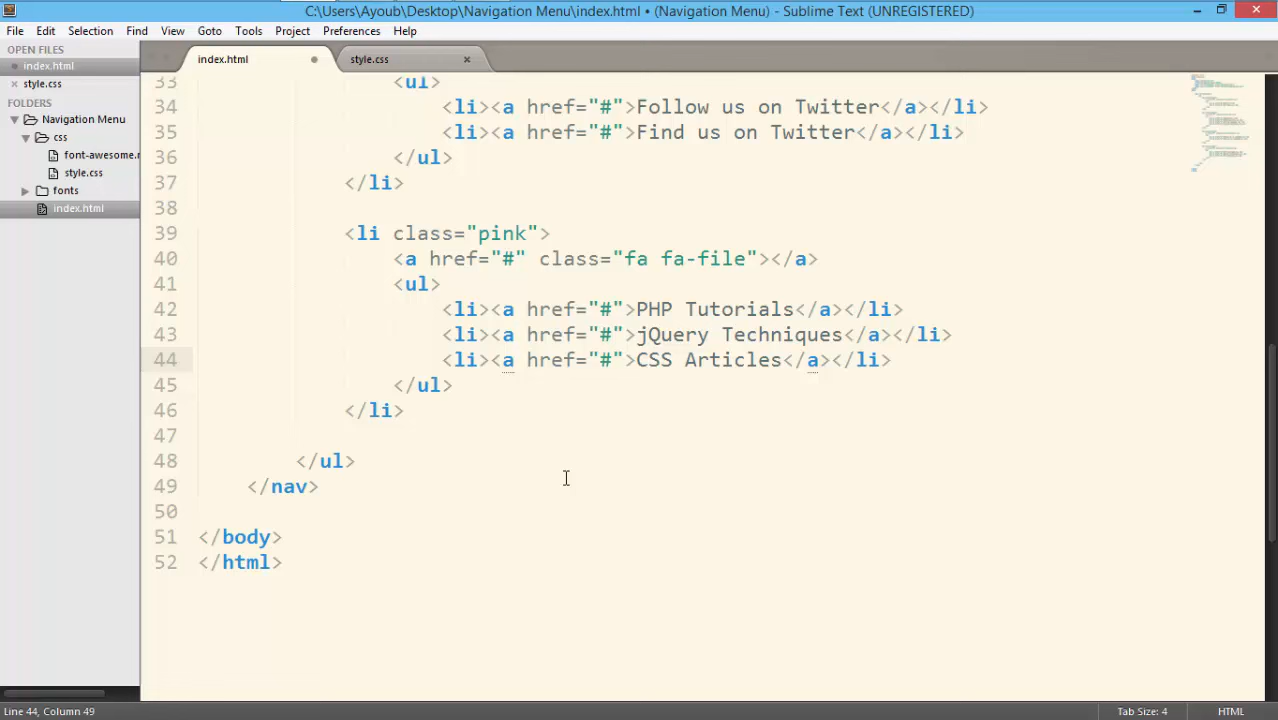 C:\Users\Ayoub\Desktop\Navigation Menu\index.html • (Navigation Menu) - Sublime Text (UNREGISTERED)
File Edit Selection Find View Goto Tools Project Preferences Help
OPEN FILES
index.html
style.css
FOLDERS
Navigation Menu
css
font-awesome.
style.css
fonts
index.html
index.html style.css
33 <ul>
34 <li><a href="#">Follow us on Twitter</a></li>
35 <li><a href="#">Find us on Twitter</a></li>
36 </ul>
37 </li>
38
39 <li class="pink">
40 <a href="#" class="fa fa-file"></a>
41 <ul>
42 <li><a href="#">PHP Tutorials</a></li>
43 <li><a href="#">jQuery Techniques</a></li>
44 <li><a href="#">CSS Articles</a></li>
45 </ul>
46 </li>
47
48 </ul>
49 </nav>
50
51 </body>
52 </html>
Line 44, Column 49 Tab Size: 4 HTML